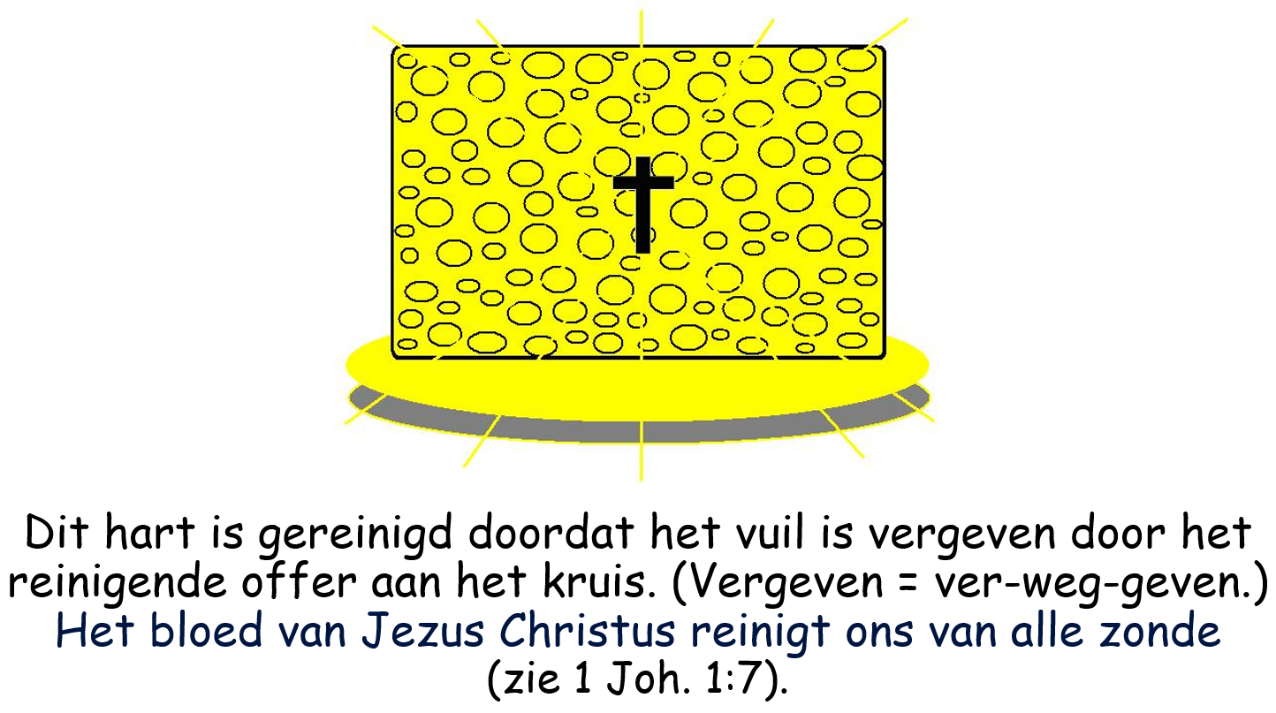 Dit hart is gereinigd doordat het vuil is vergeven door het
reinigende offer aan het kruis. (Vergeven = ver-weg-geven.)
Het bloed van Jezus Christus reinigt ons van alle zonde
(zie 1 Joh. 1:7).